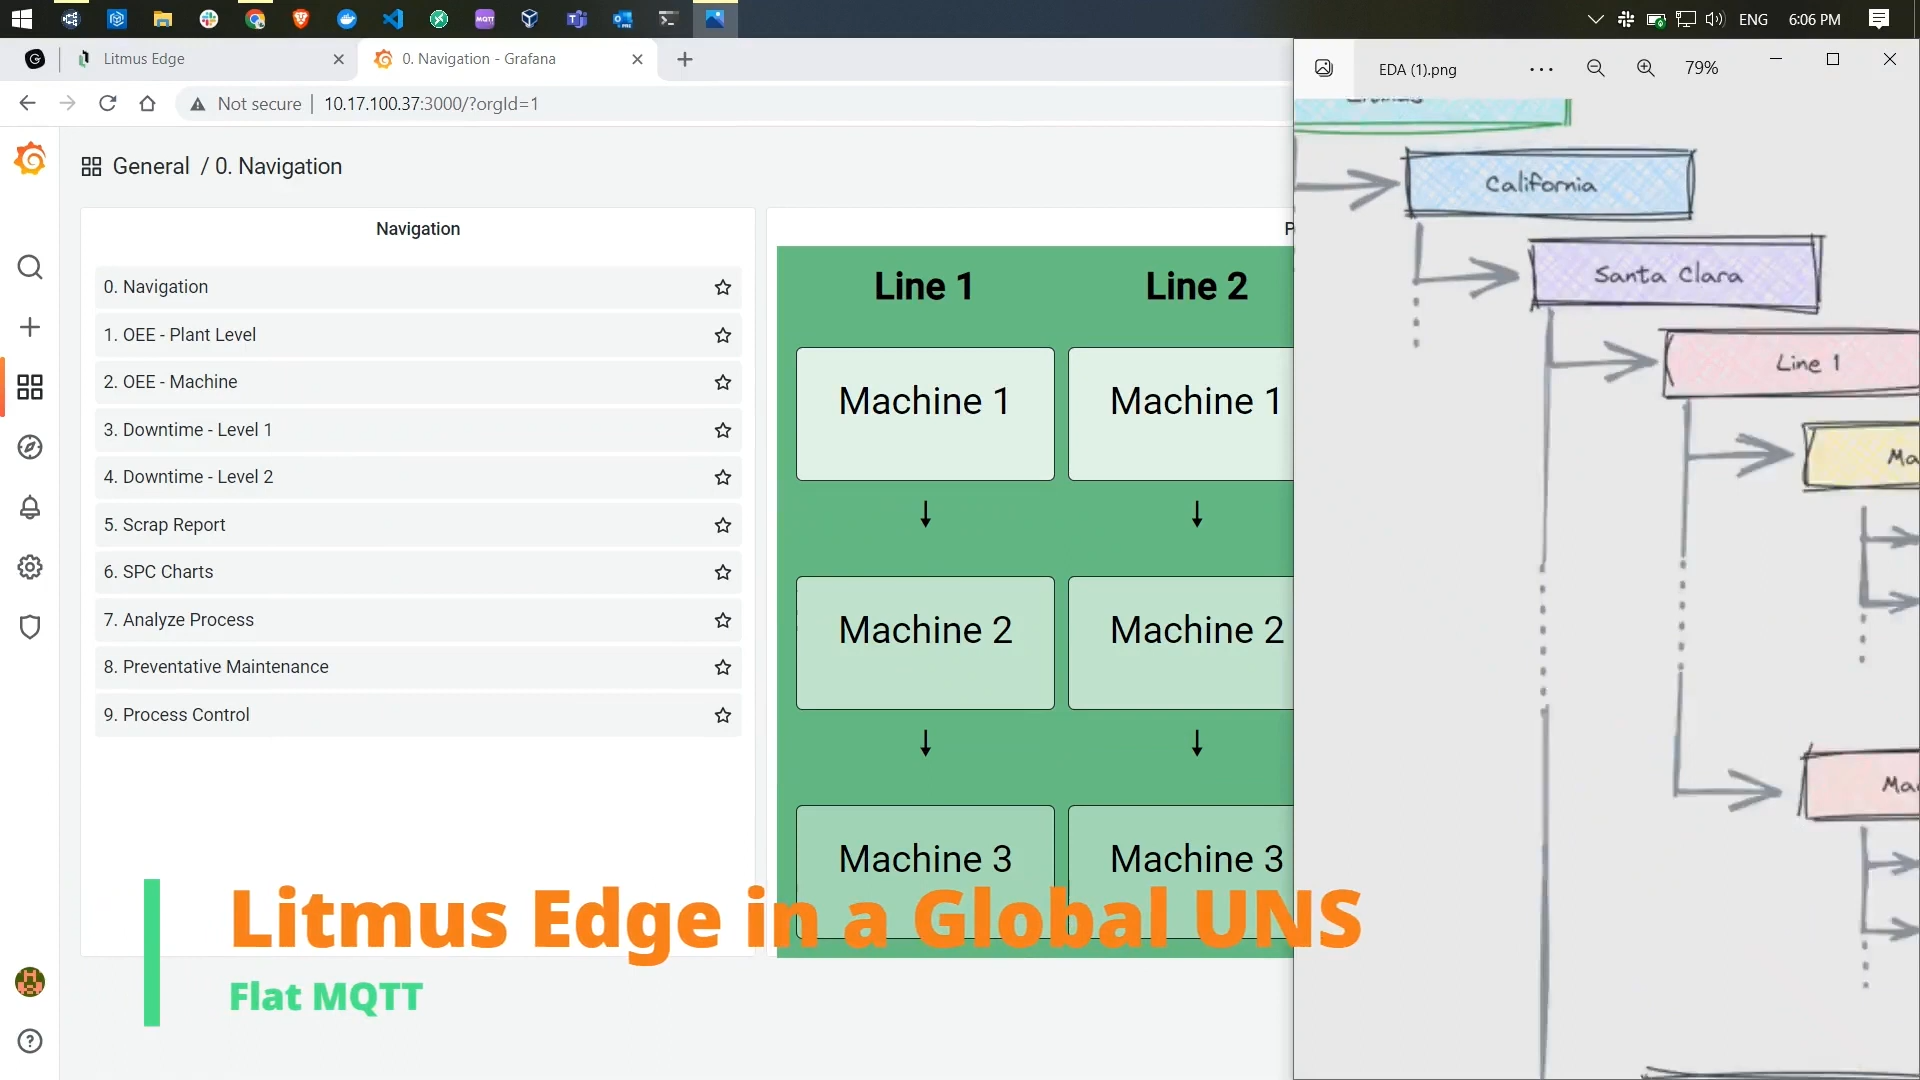 ENG 6:06 PM
Litmus Edge
0. Navigation - Grafana
Not secure 10.17.100.37:3000/?orgId=1
General / 0. Navigation
Navigation
0. Navigation
1. OEE - Plant Level
2. OEE - Machine
3. Downtime - Level 1
4. Downtime - Level 2
5. Scrap Report
6. SPC Charts
7. Analyze Process
8. Preventative Maintenance
9. Process Control
Line 1
Line 2
Machine 1
Machine 1
Machine 2
Machine 2
Machine 3
Machine 3
EDA (1).png
79%
California
Santa Clara
Line 1
Litmus Edge in a Global UNS
Flat MQTT